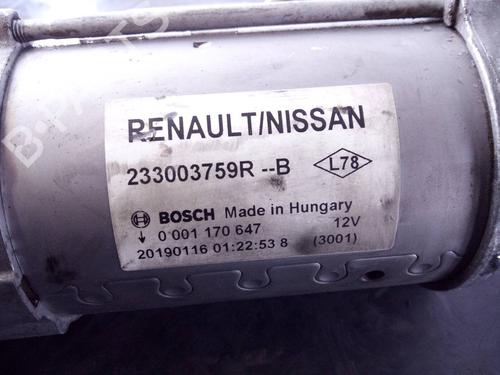 B-PARTS
RENAULT/NISSAN
233003759R --B
L78
BOSCH Made in Hungary
0 001 170 647 12V
20190116 01:22:53 8 (3001)